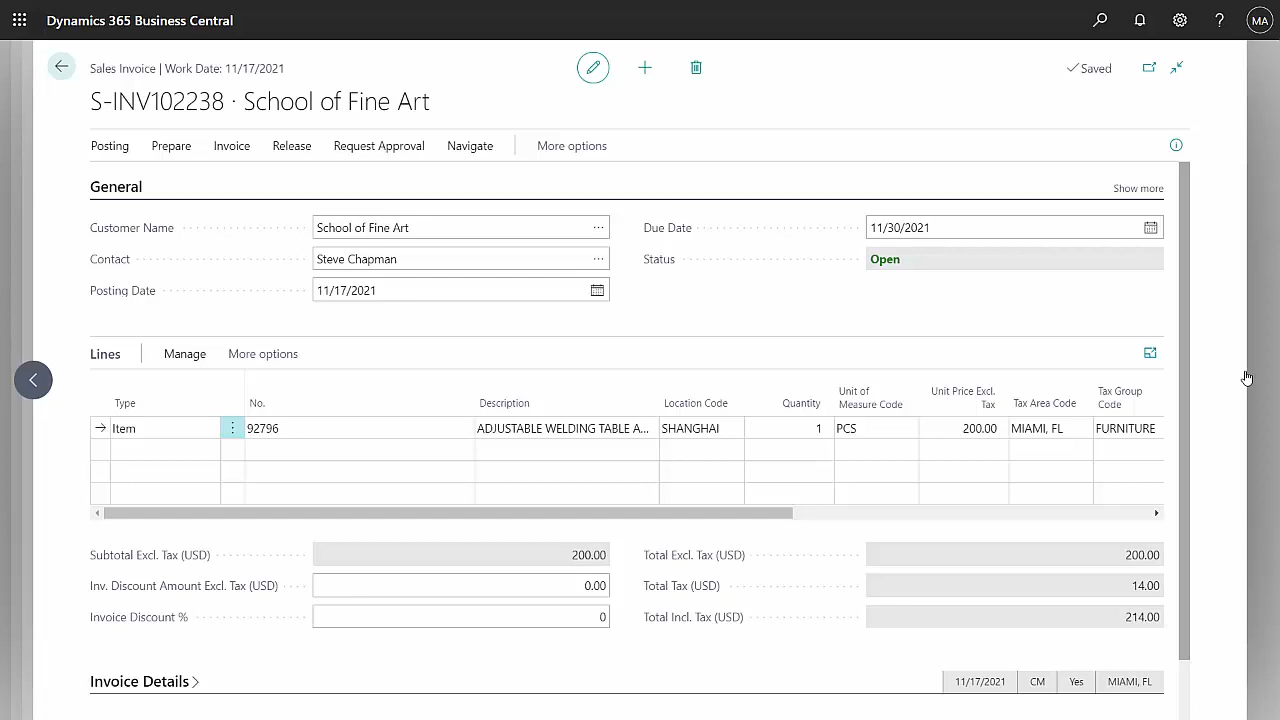 Dynamics 365 Business Central
MA
Sales Invoice | Work Date: 11/17/2021
Saved
S-INV102238 · School of Fine Art
Posting Prepare Invoice Release Request Approval Navigate More options
General
Show more
Customer Name School of Fine Art Due Date 11/30/2021
Contact Steve Chapman Status Open
Posting Date 11/17/2021
Lines Manage More options
Type No. Description Location Code Quantity Unit of Measure Code Unit Price Excl. Tax Tax Area Code Tax Group Code
Item 92796 ADJUSTABLE WELDING TABLE A... SHANGHAI 1 PCS 200.00 MIAMI, FL FURNITURE
Subtotal Excl. Tax (USD) 200.00 Total Excl. Tax (USD) 200.00
Inv. Discount Amount Excl. Tax (USD) 0.00 Total Tax (USD) 14.00
Invoice Discount % 0 Total Incl. Tax (USD) 214.00
Invoice Details 11/17/2021 CM Yes MIAMI, FL